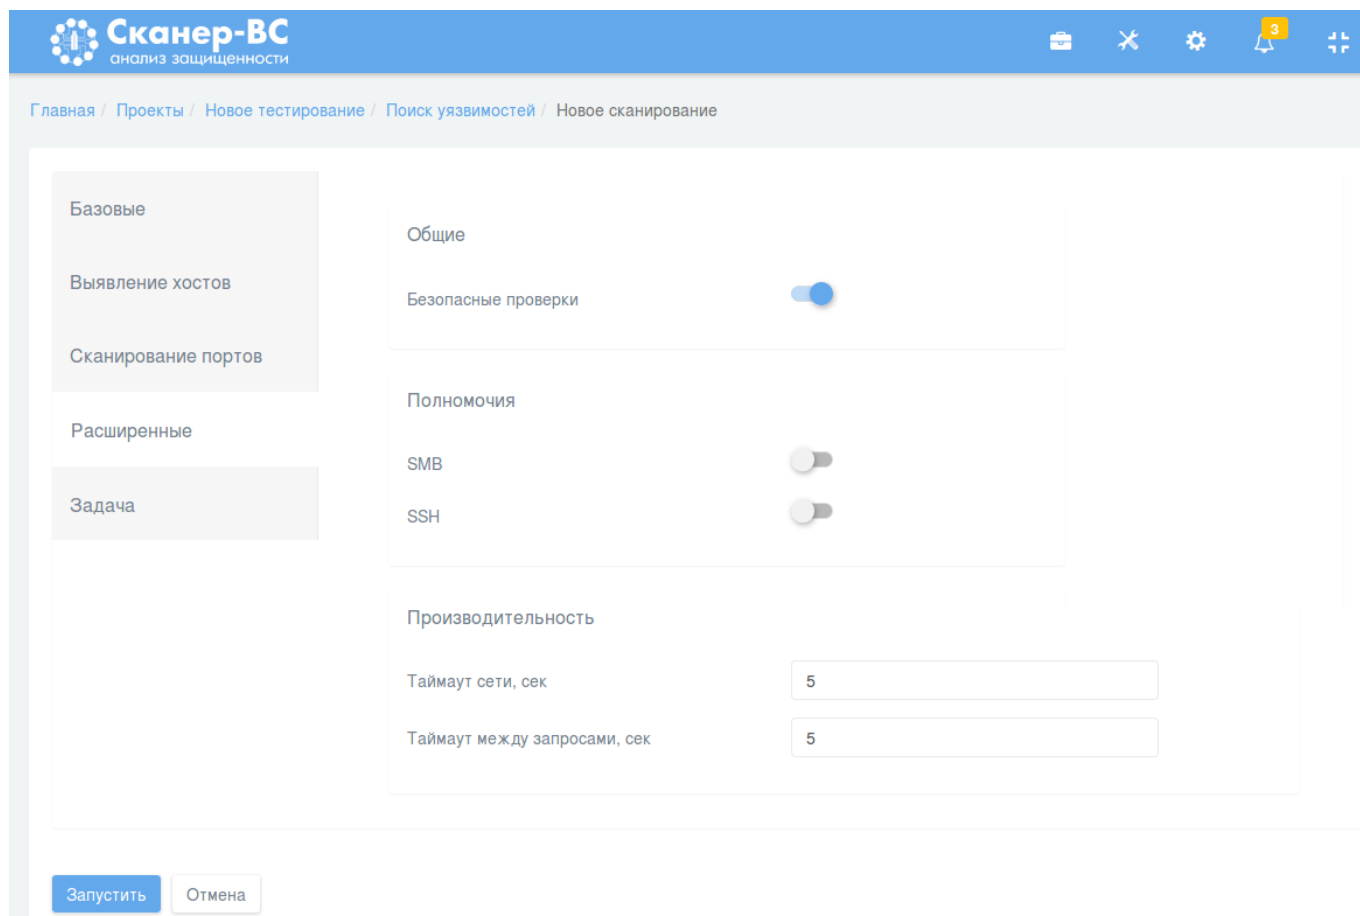 Сканер-ВС
анализ защищенности
3
Главная / Проекты / Новое тестирование / Поиск уязвимостей / Новое сканирование
Базовые
Выявление хостов
Сканирование портов
Расширенные
Задача
Общие
Безопасные проверки
Полномочия
SMB
SSH
Производительность
Таймаут сети, сек
5
Таймаут между запросами, сек
5
Запустить
Отмена